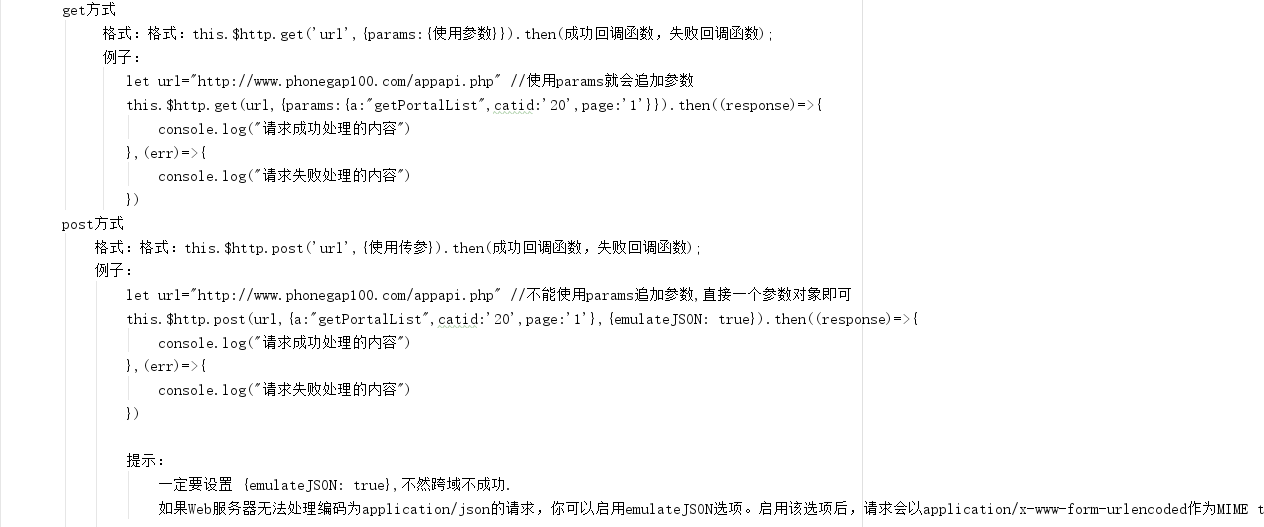 get方式
格式：格式：this.$http.get('url',{params:{使用参数}}).then(成功回调函数，失败回调函数);
例子：
let url="http://www.phonegap100.com/appapi.php" //使用params就会追加参数
this.$http.get(url,{params:{a:"getPortalList",catid:'20',page:'1'}}).then((response)=>{
console.log("请求成功处理的内容")
},(err)=>{
console.log("请求失败处理的内容")
})
post方式
格式：格式：this.$http.post('url',{使用传参}).then(成功回调函数，失败回调函数);
例子：
let url="http://www.phonegap100.com/appapi.php" //不能使用params追加参数,直接一个参数对象即可
this.$http.post(url,{a:"getPortalList",catid:'20',page:'1'},{emulateJSON: true}).then((response)=>{
console.log("请求成功处理的内容")
},(err)=>{
console.log("请求失败处理的内容")
})
提示：
一定要设置 {emulateJSON: true},不然跨域不成功.
如果Web服务器无法处理编码为application/json的请求，你可以启用emulateJSON选项。启用该选项后，请求会以application/x-www-form-urlencoded作为MIME t